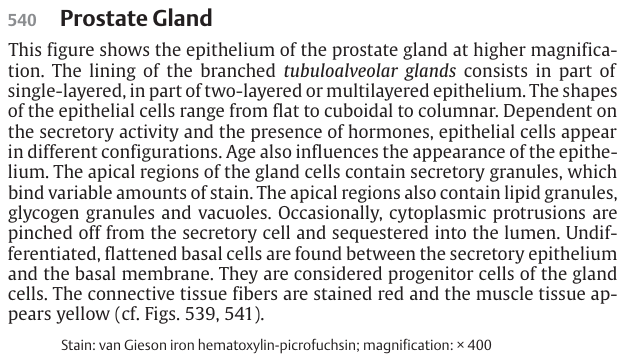 540 Prostate Gland
This figure shows the epithelium of the prostate gland at higher magnifica-
tion. The lining of the branched tubuloalveolar glands consists in part of
single-layered, in part of two-layered or multilayered epithelium. The shapes
of the epithelial cells range from flat to cuboidal to columnar. Dependent on
the secretory activity and the presence of hormones, epithelial cells appear
in different configurations. Age also influences the appearance of the epithe-
lium. The apical regions of the gland cells contain secretory granules, which
bind variable amounts of stain. The apical regions also contain lipid granules,
glycogen granules and vacuoles. Occasionally, cytoplasmic protrusions are
pinched off from the secretory cell and sequestered into the lumen. Undif-
ferentiated, flattened basal cells are found between the secretory epithelium
and the basal membrane. They are considered progenitor cells of the gland
cells. The connective tissue fibers are stained red and the muscle tissue ap-
pears yellow (cf. Figs. 539, 541).
Stain: van Gieson iron hematoxylin-picrofuchsin; magnification: × 400